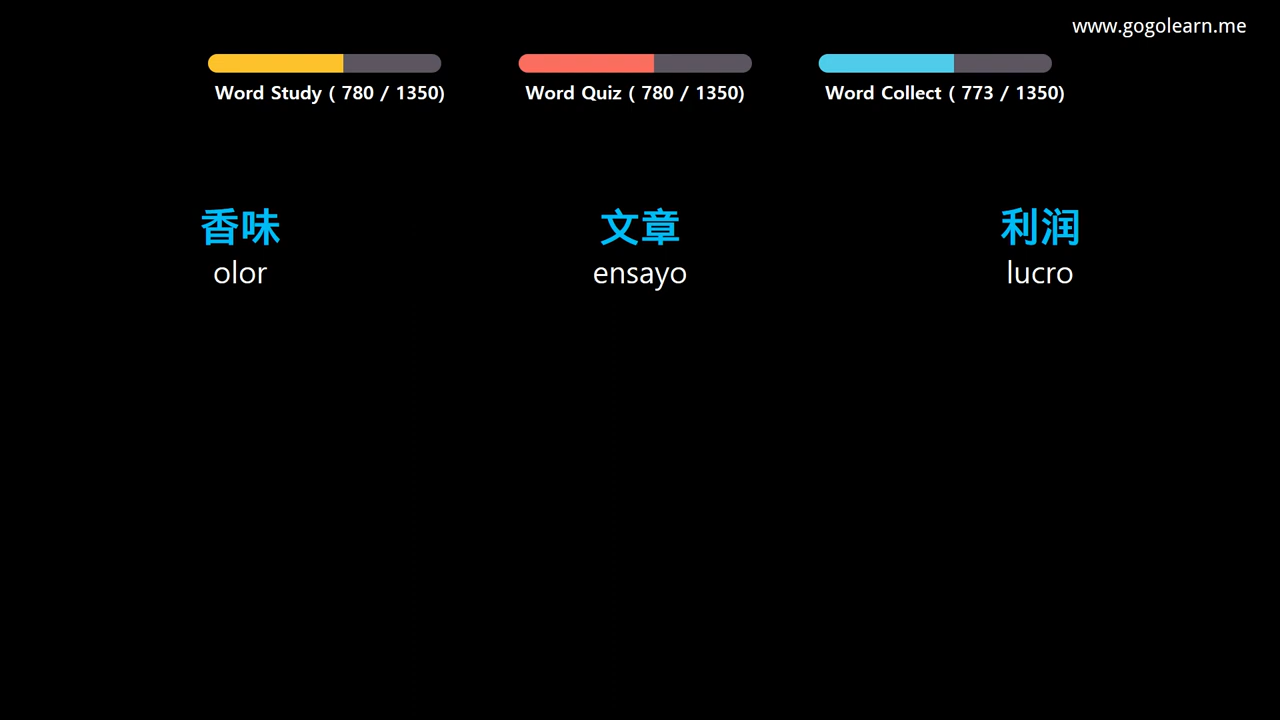 www.gogolearn.me
Word Study ( 780 / 1350)
Word Quiz ( 780 / 1350)
Word Collect ( 773 / 1350)
香味
olor
文章
ensayo
利润
lucro